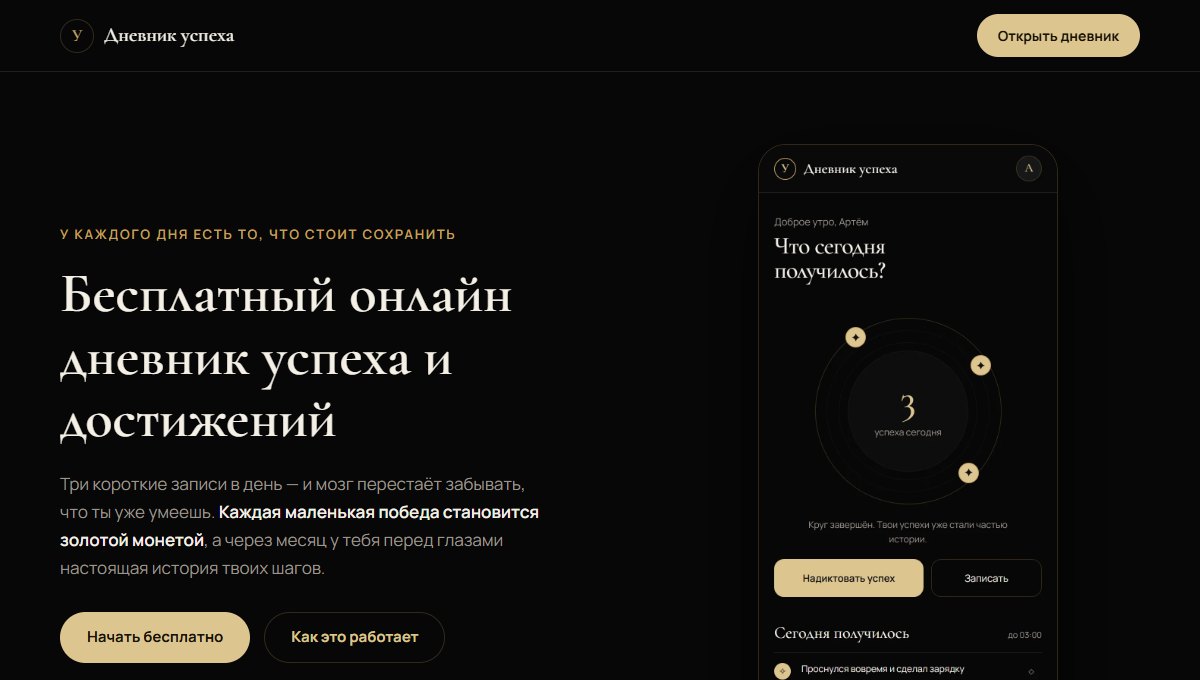 У Дневник успеха
Открыть дневник
У КАЖДОГО ДНЯ ЕСТЬ ТО, ЧТО СТОИТ СОХРАНИТЬ
Бесплатный онлайн
дневник успеха и
достижений
Три короткие записи в день — и мозг перестаёт забывать,
что ты уже умеешь. Каждая маленькая победа становится
золотой монетой, а через месяц у тебя перед глазами
настоящая история твоих шагов.
Начать бесплатно
Как это работает
У Дневник успеха
А
Доброе утро, Артём
Что сегодня
получилось?
3
успеха сегодня
Круг завершён. Твои успехи уже стали частью
истории.
Надиктовать успех
Записать
Сегодня получилось
до 03:00
Проснулся вовремя и сделал зарядку